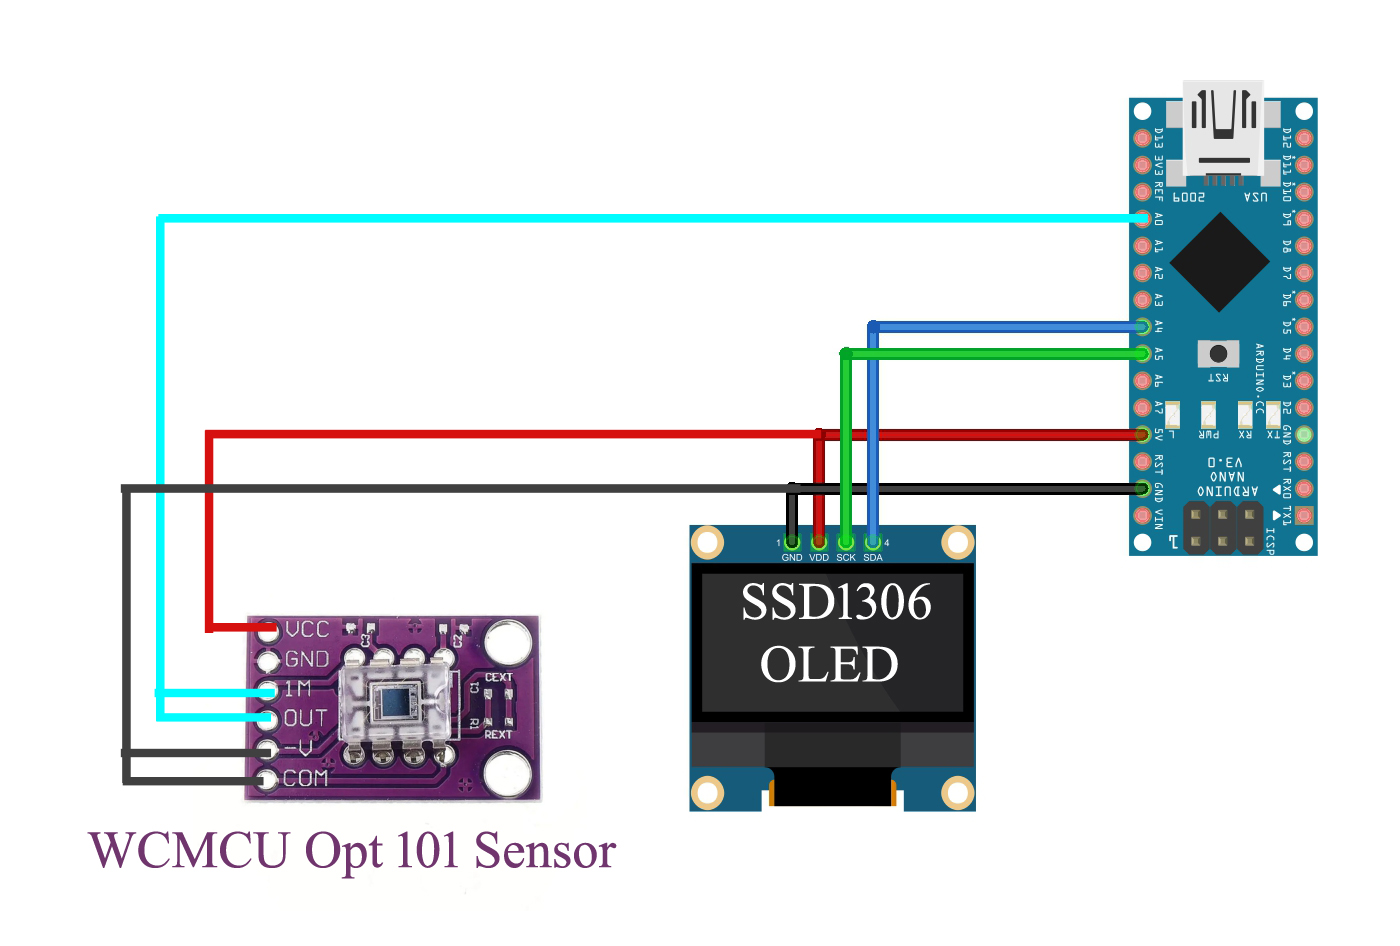 D13
3V3
REF
A0
A1
A2
A3
A4
A5
A6
A7
5V
RST
GND
VIN
D12
D11
D10
D9
D8
D7
D6
D5
D4
D3
D2
GND
RST
RX0
TX1
2009
USA
RST
ARDUINO.CC
L
PWR
RX
TX
ARDUINO
NANO
V3.0
ICSP
1
1
GND
VDD
SCK
SDA
4
SSD1306
OLED
VCC
GND
1M
OUT
-V
COM
C3
C2
C1
CEXT
R1
REXT
WCMCU Opt 101 Sensor